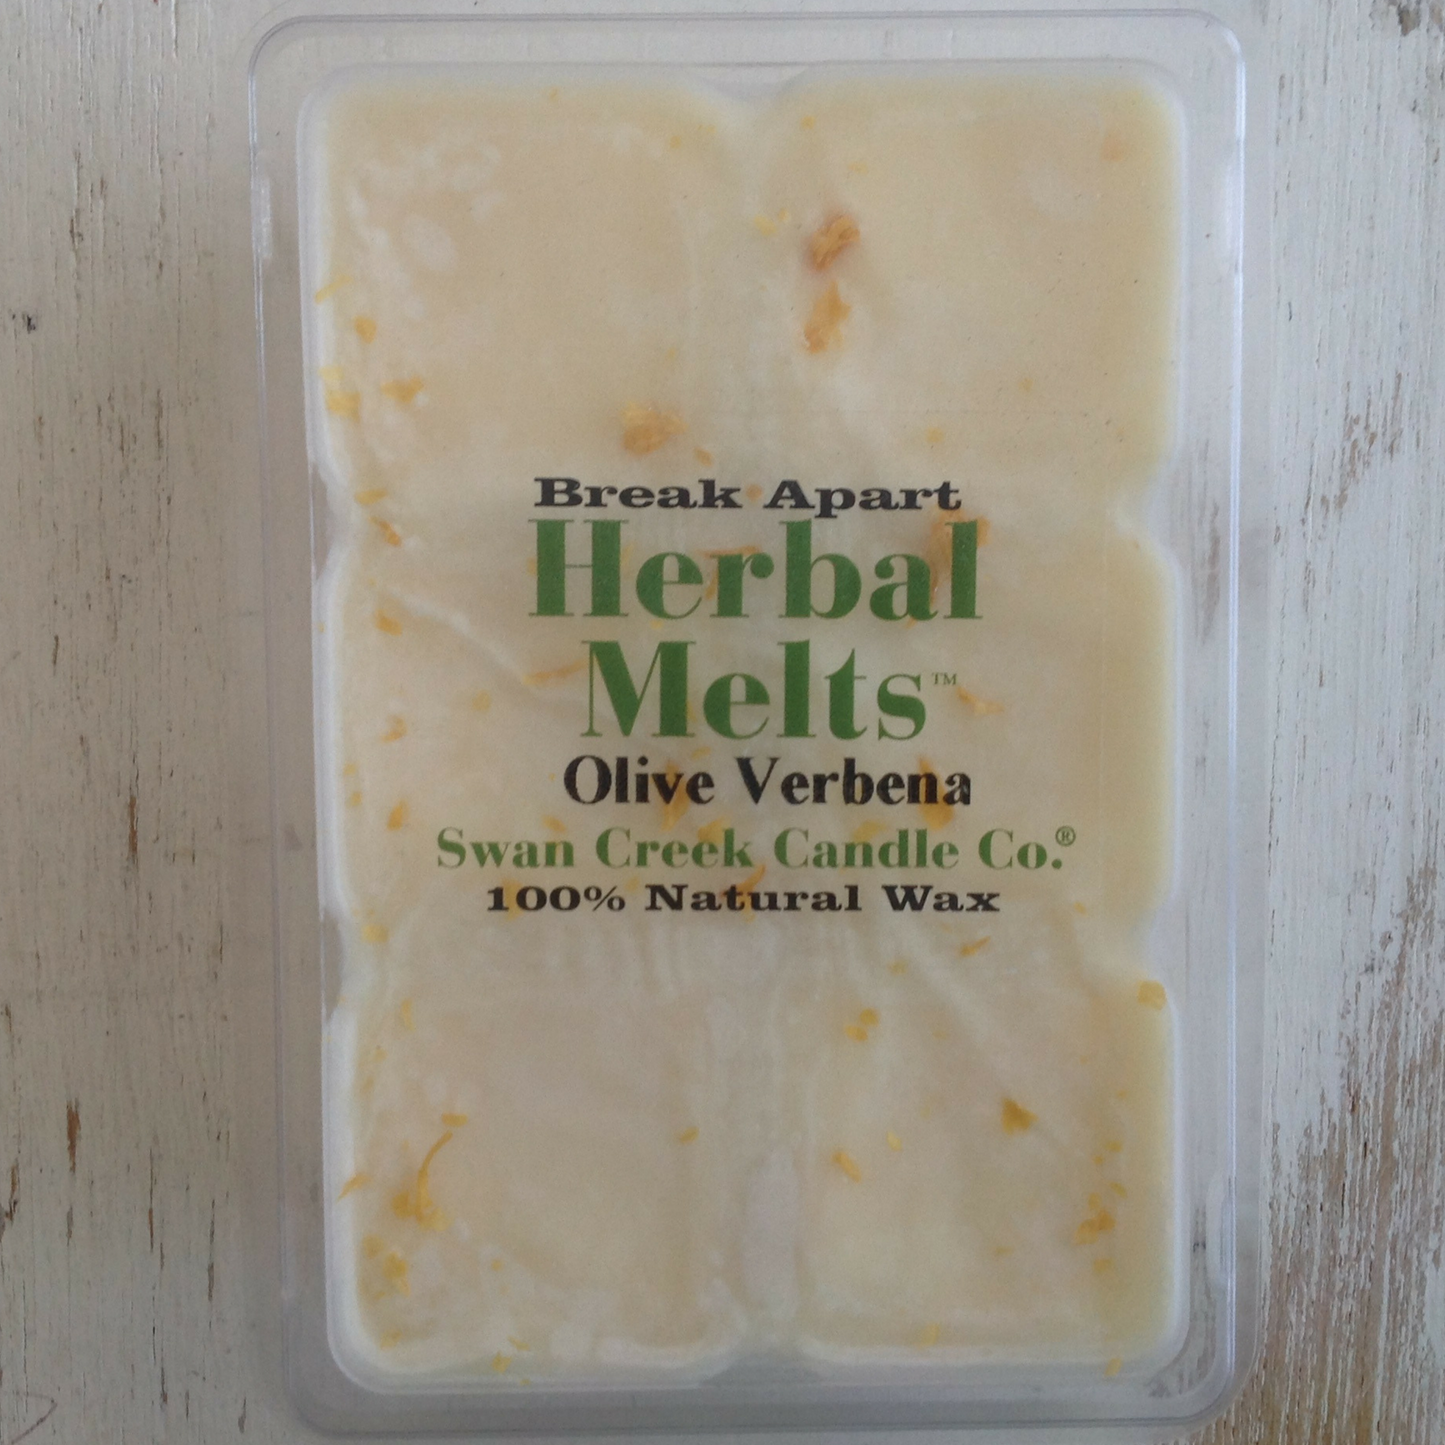 Break Apart
Herbal
Melts™
Olive Verbena
Swan Creek Candle Co.®
100% Natural Wax